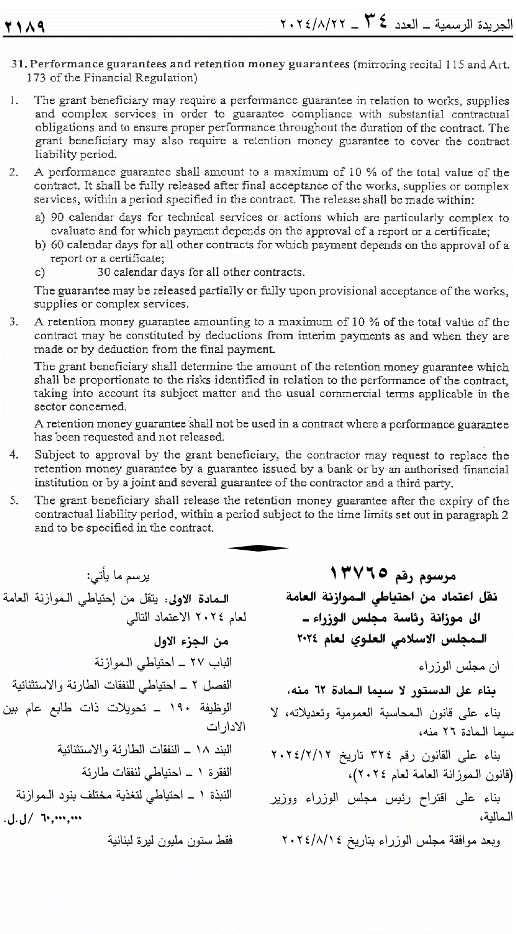 الجريدة الرسمية ـ العدد ٣٤ ـ ٢٠٢٤/٨/٢٢
٢١٨٩
31. Performance guarantees and retention money guarantees (mirroring recital 115 and Art.
173 of the Financial Regulation)
1. The grant beneficiary may require a performance guarantee in relation to works, supplies
and complex services in order to guarantee compliance with substantial contractual
obligations and to ensure proper performance throughout the duration of the contract. The
grant beneficiary may also require a retention money guarantee to cover the contract
liability period.
2. A performance guarantee shall amount to a maximum of 10 % of the total value of the
contract. It shall be fully released after final acceptance of the works, supplies or complex
services, within a period specified in the contract. The release shall be made within:
a) 90 calendar days for technical services or actions which are particularly complex to
evaluate and for which payment depends on the approval of a report or a certificate;
b) 60 calendar days for all other contracts for which payment depends on the approval of a
report or a certificate;
c) 30 calendar days for all other contracts.
The guarantee may be released partially or fully upon provisional acceptance of the works,
supplies or complex services.
3. A retention money guarantee amounting to a maximum of 10 % of the total value of the
contract may be constituted by deductions from interim payments as and when they are
made or by deduction from the final payment.
The grant beneficiary shall determine the amount of the retention money guarantee which
shall be proportionate to the risks identified in relation to the performance of the contract,
taking into account its subject matter and the usual commercial terms applicable in the
sector concerned.
A retention money guarantee shall not be used in a contract where a performance guarantee
has been requested and not released.
4. Subject to approval by the grant beneficiary, the contractor may request to replace the
retention money guarantee by a guarantee issued by a bank or by an authorised financial
institution or by a joint and several guarantee of the contractor and a third party.
5. The grant beneficiary shall release the retention money guarantee after the expiry of the
contractual liability period, within a period subject to the time limits set out in paragraph 2
and to be specified in the contract.
مرسوم رقم ١٣٧٦٥
نقل اعتماد من احتياطي الموازنة العامة
الى موزانة رئاسة مجلس الوزراء ـ
المجلس الاسلامي العلوي لعام ٢٠٢٤
ان مجلس الوزراء
بناء على الدستور لا سيما المادة ٦٢ منه،
بناء على قانون المحاسبة العمومية وتعديلاته، لا
سيما المادة ٢٦ منه،
بناء على القانون رقم ٣٢٤ تاريخ ٢٠٢٤/٢/١٢
(قانون الموزانة العامة لعام ٢٠٢٤)،
بناء على اقتراح رئيس مجلس الوزراء ووزير
المالية،
وبعد موافقة مجلس الوزراء بتاريخ ٢٠٢٤/٨/١٤
يرسم ما يأتي:
المادة الاولى: ينقل من إحتياطي الموازنة العامة
لعام ٢٠٢٤ الاعتماد التالي
من الجزء الاول
الباب ٢٧ ـ احتياطي الموازنة
الفصل ٢ ـ احتياطي للنفقات الطارئة والاستثنائية
الوظيفة ١٩٠ ـ تحويلات ذات طابع عام بين
الادارات
البند ١٨ ـ النفقات الطارئة والاستثنائية
الفقرة ١ ـ احتياطي لنفقات طارئة
النبذة ١ ـ احتياطي لتغذية مختلف بنود الموازنة
٦٠,٠٠٠,٠٠٠ /ل.ل.
فقط ستون مليون ليرة لبنانية